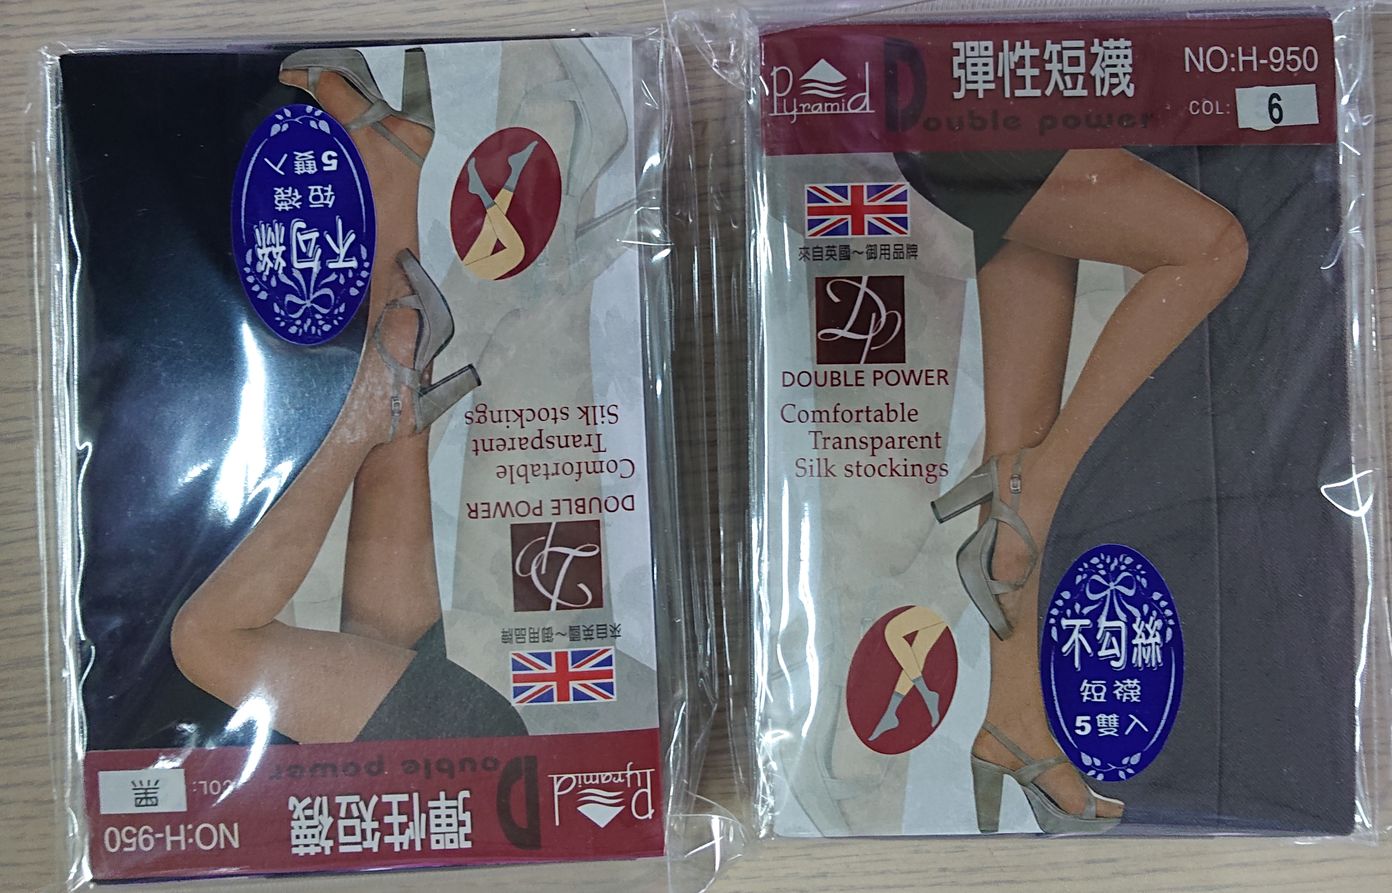 Pyramid
Double power
彈性短襪
NO:H-950
COL: 黑
來自英國～御用品牌
DP
DOUBLE POWER
Comfortable
Transparent
Silk stockings
不勾絲
短襪
5雙入
Pyramid
Double power
彈性短襪
NO:H-950
COL: 6
來自英國～御用品牌
DP
DOUBLE POWER
Comfortable
Transparent
Silk stockings
不勾絲
短襪
5雙入